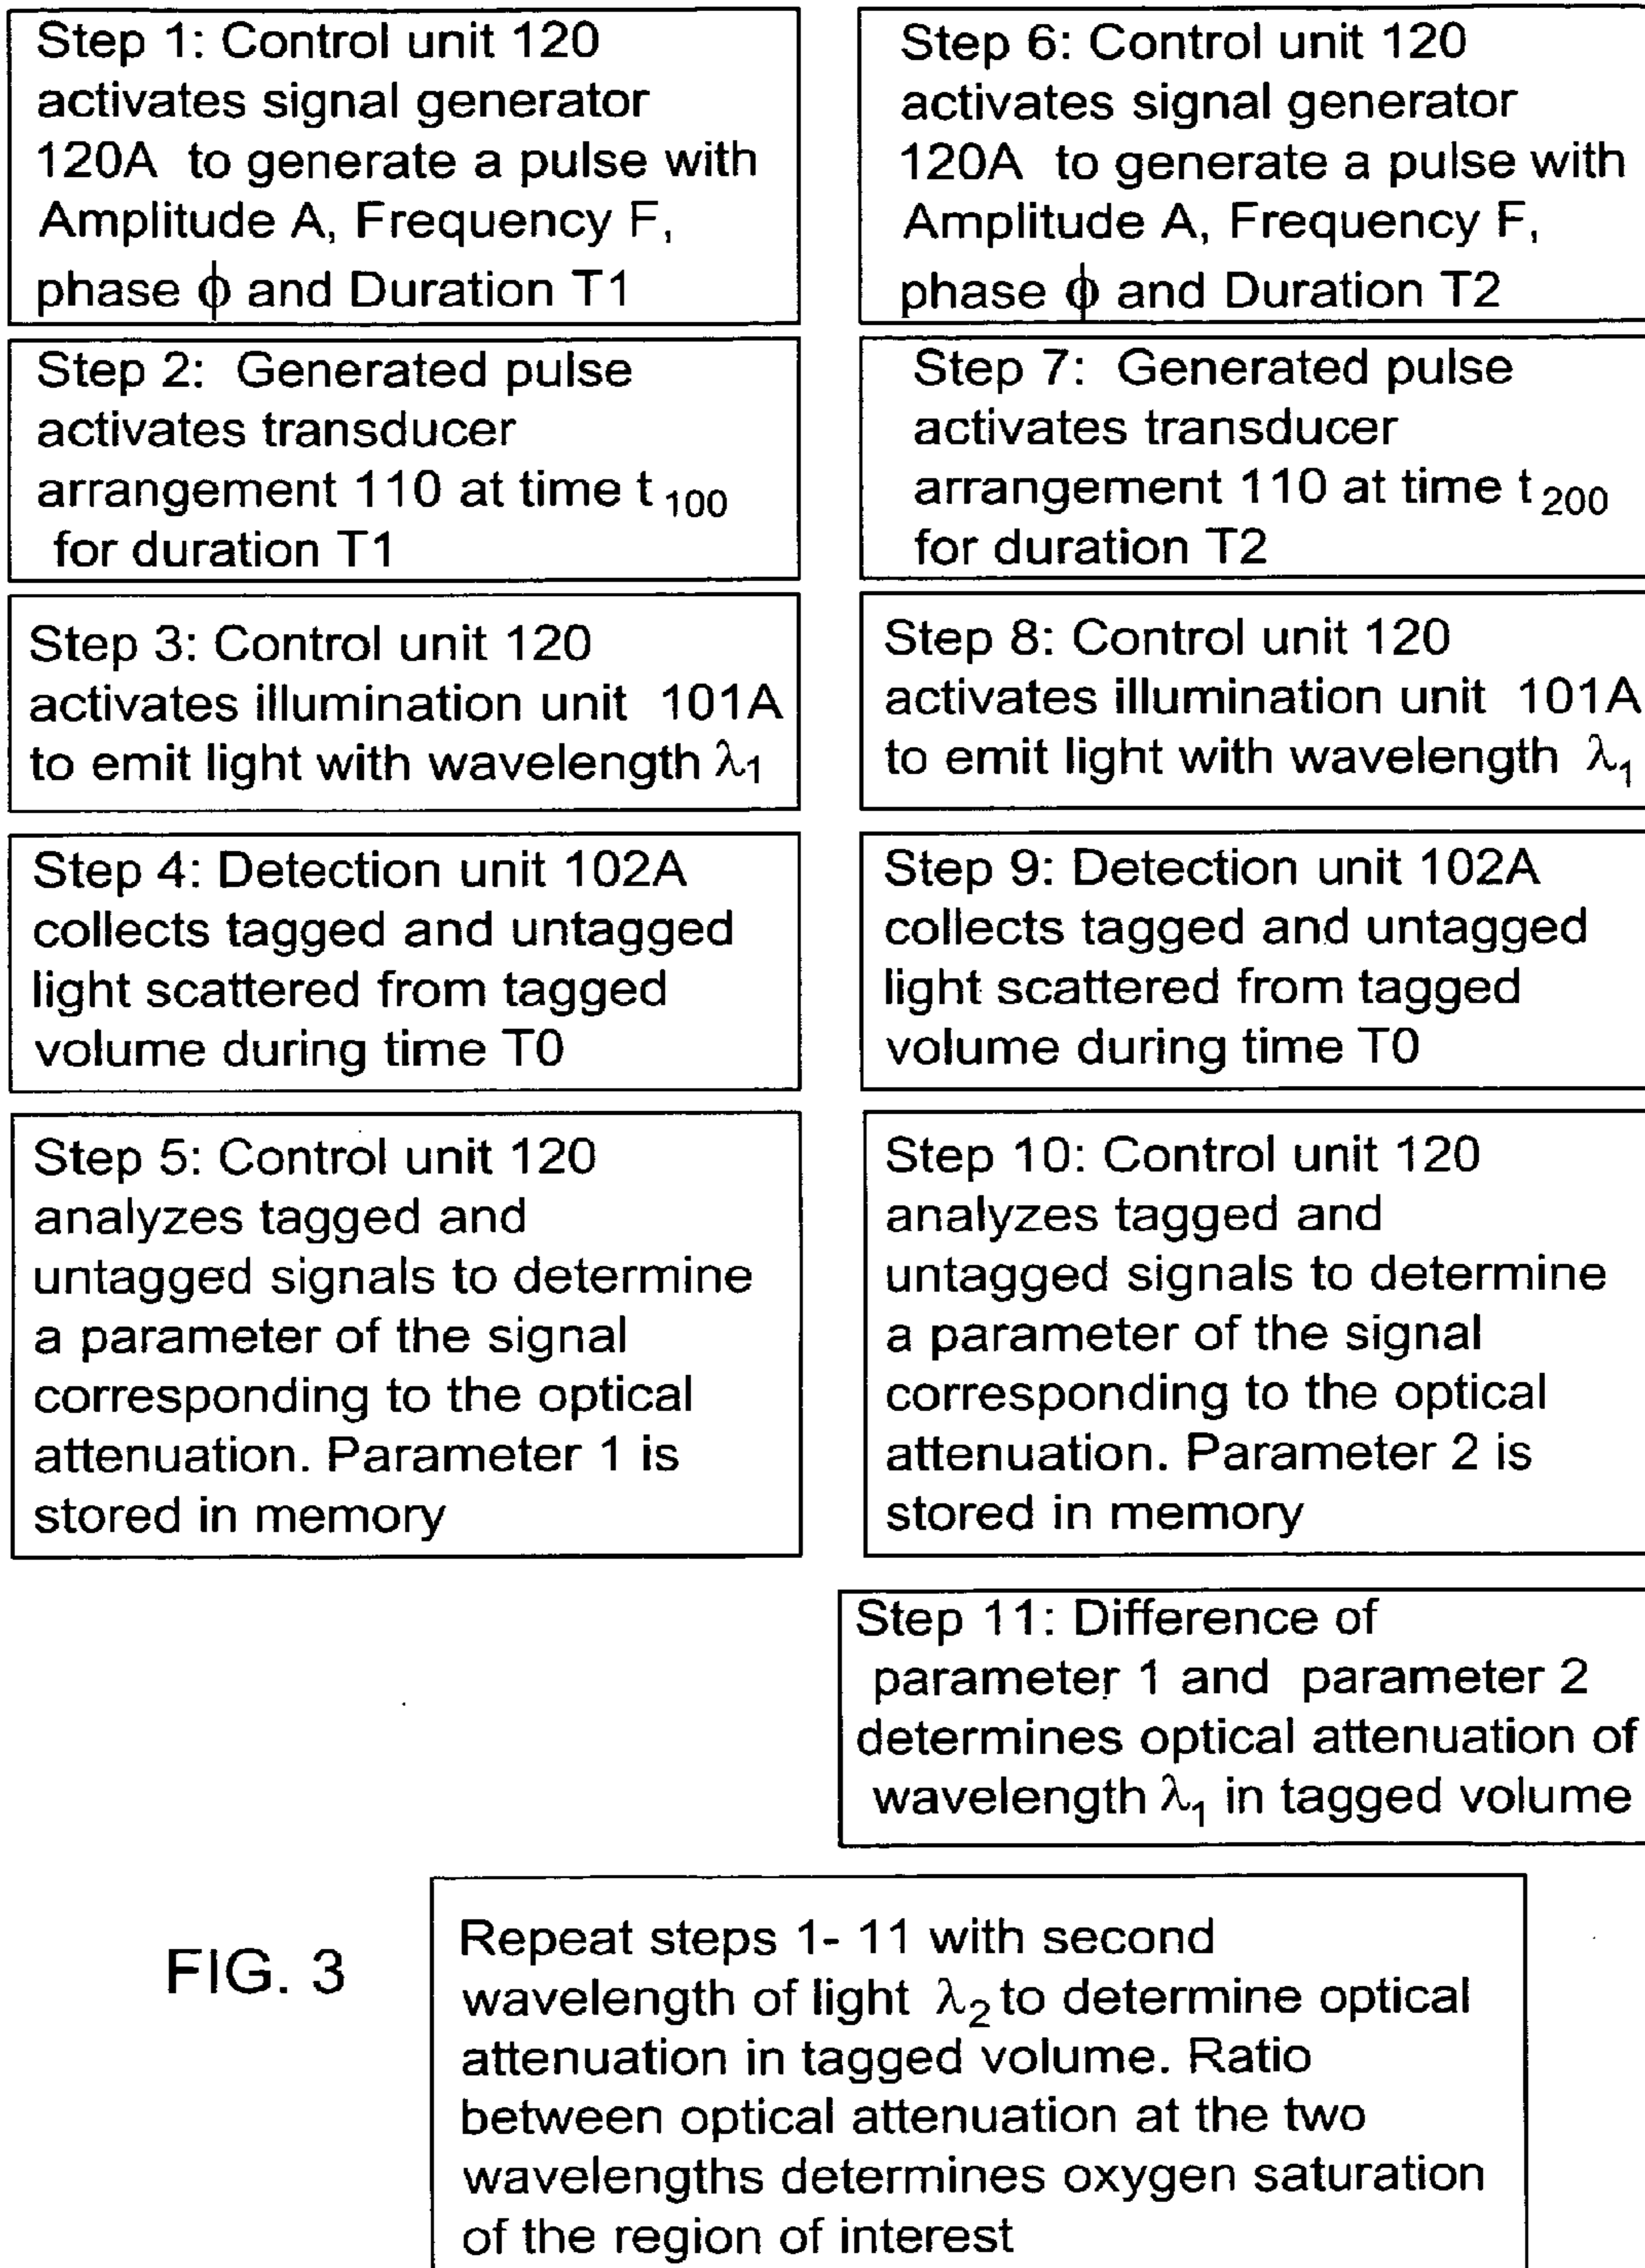 Step 1: Control unit 120
activates signal generator
120A to generate a pulse with
Amplitude A, Frequency F,
phase ϕ and Duration T1
Step 2: Generated pulse
activates transducer
arrangement 110 at time t₁₀₀
for duration T1
Step 3: Control unit 120
activates illumination unit 101A
to emit light with wavelength λ₁
Step 4: Detection unit 102A
collects tagged and untagged
light scattered from tagged
volume during time T0
Step 5: Control unit 120
analyzes tagged and
untagged signals to determine
a parameter of the signal
corresponding to the optical
attenuation. Parameter 1 is
stored in memory
Step 6: Control unit 120
activates signal generator
120A to generate a pulse with
Amplitude A, Frequency F,
phase ϕ and Duration T2
Step 7: Generated pulse
activates transducer
arrangement 110 at time t₂₀₀
for duration T2
Step 8: Control unit 120
activates illumination unit 101A
to emit light with wavelength λ₁
Step 9: Detection unit 102A
collects tagged and untagged
light scattered from tagged
volume during time T0
Step 10: Control unit 120
analyzes tagged and
untagged signals to determine
a parameter of the signal
corresponding to the optical
attenuation. Parameter 2 is
stored in memory
Step 11: Difference of
parameter 1 and parameter 2
determines optical attenuation of
wavelength λ₁ in tagged volume
FIG. 3
Repeat steps 1- 11 with second
wavelength of light λ₂ to determine optical
attenuation in tagged volume. Ratio
between optical attenuation at the two
wavelengths determines oxygen saturation
of the region of interest